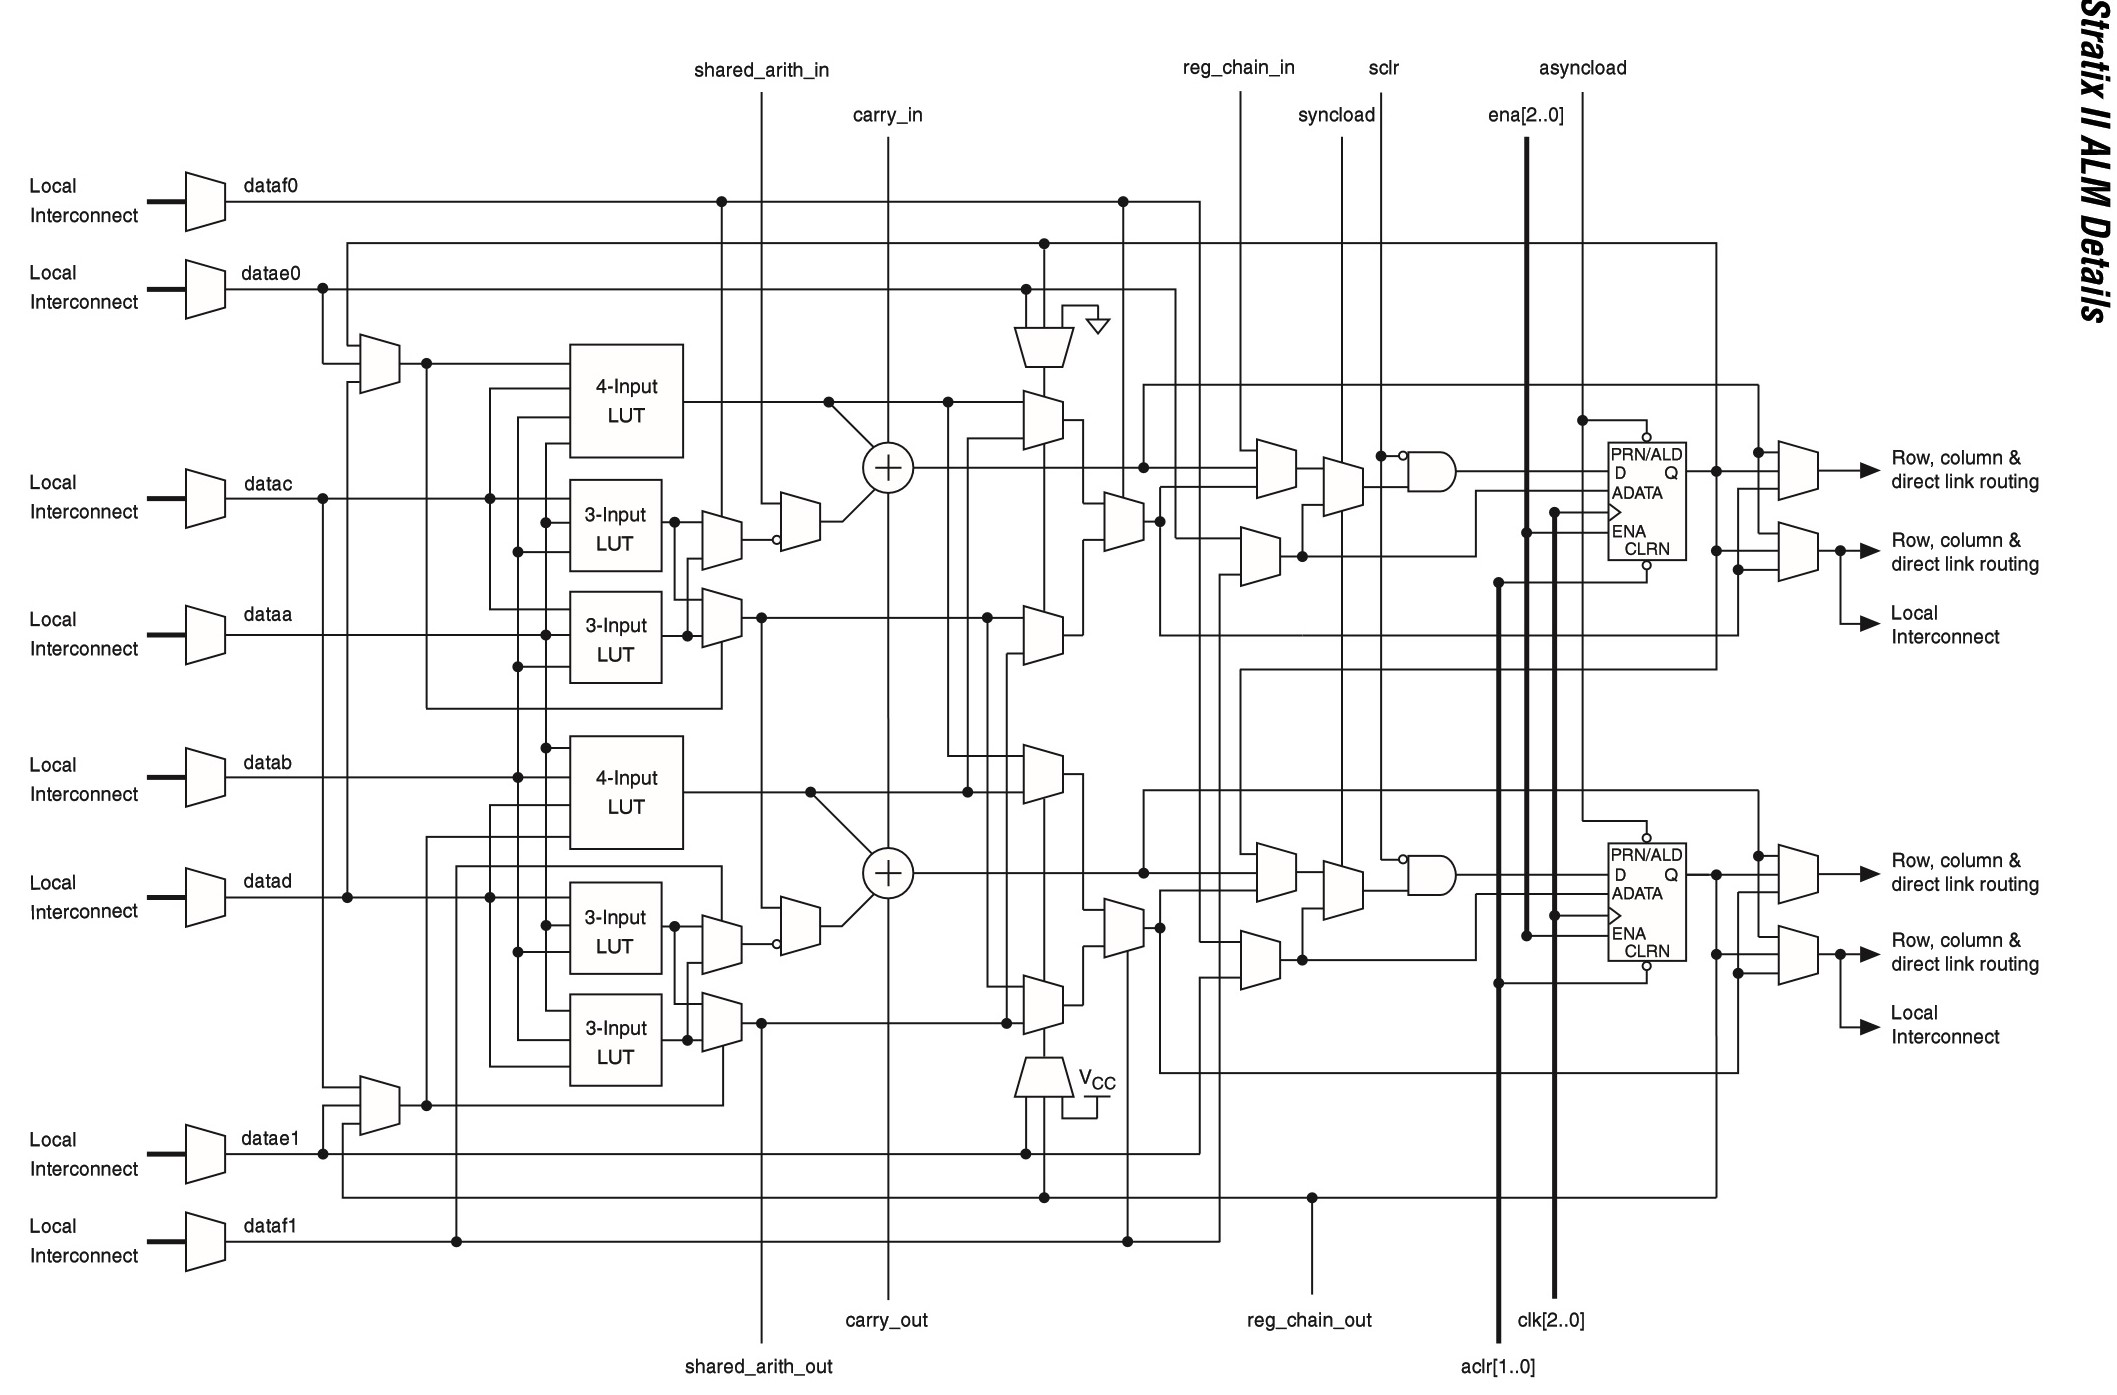 Stratix II ALM Details
shared_arith_in
reg_chain_in
sclr
asyncload
carry_in
syncload
ena[2..0]
Local
Interconnect
dataf0
Local
Interconnect
datae0
4-Input
LUT
PRN/ALD
D Q
ADATA
ENA
CLRN
Row, column &
direct link routing
Row, column &
direct link routing
Local
Interconnect
Local
Interconnect
datac
3-Input
LUT
Local
Interconnect
dataa
3-Input
LUT
Local
Interconnect
datab
4-Input
LUT
Local
Interconnect
datad
3-Input
LUT
PRN/ALD
D Q
ADATA
ENA
CLRN
Row, column &
direct link routing
Row, column &
direct link routing
Local
Interconnect
3-Input
LUT
VCC
Local
Interconnect
datae1
Local
Interconnect
dataf1
carry_out
reg_chain_out
clk[2..0]
shared_arith_out
aclr[1..0]